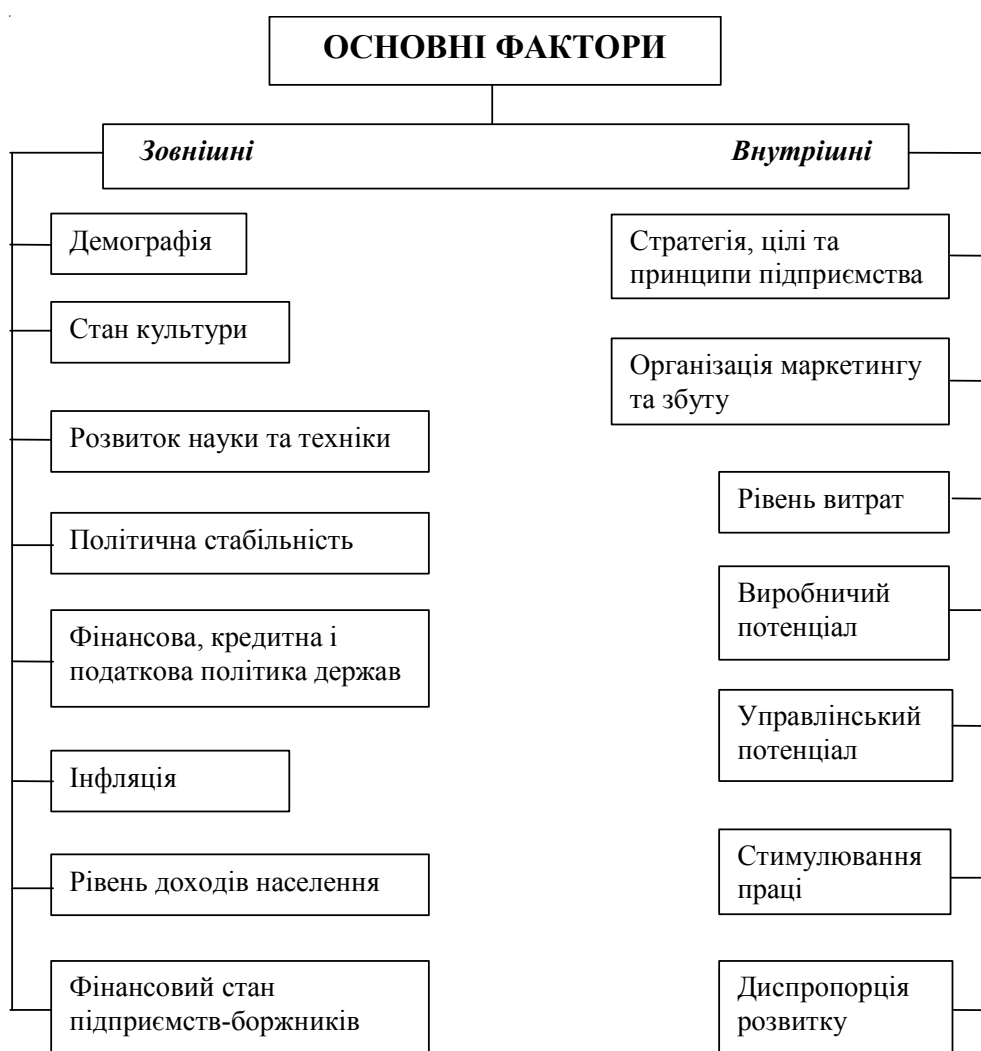 ОСНОВНІ ФАКТОРИ
Зовнішні
Внутрішні
Демографія
Стан культури
Розвиток науки та техніки
Політична стабільність
Фінансова, кредитна і
податкова політика держав
Інфляція
Рівень доходів населення
Фінансовий стан
підприємств-боржників
Стратегія, цілі та
принципи підприємства
Організація маркетингу
та збуту
Рівень витрат
Виробничий
потенціал
Управлінський
потенціал
Стимулювання
праці
Диспропорція
розвитку